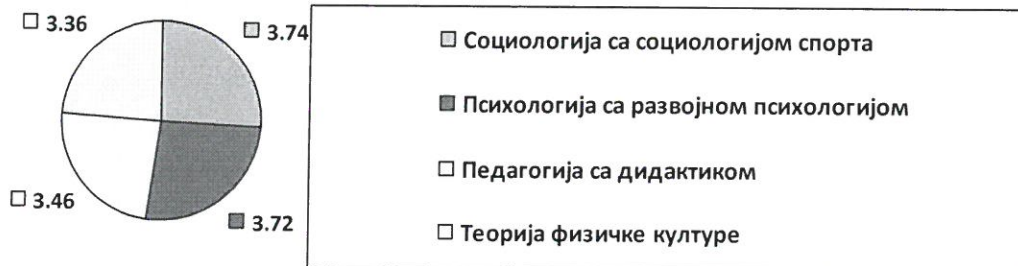 3.36
3.74
3.46
3.72
Социологија са социологијом спорта
Психологија са развојном психологијом
Педагогија са дидактиком
Теорија физичке културе